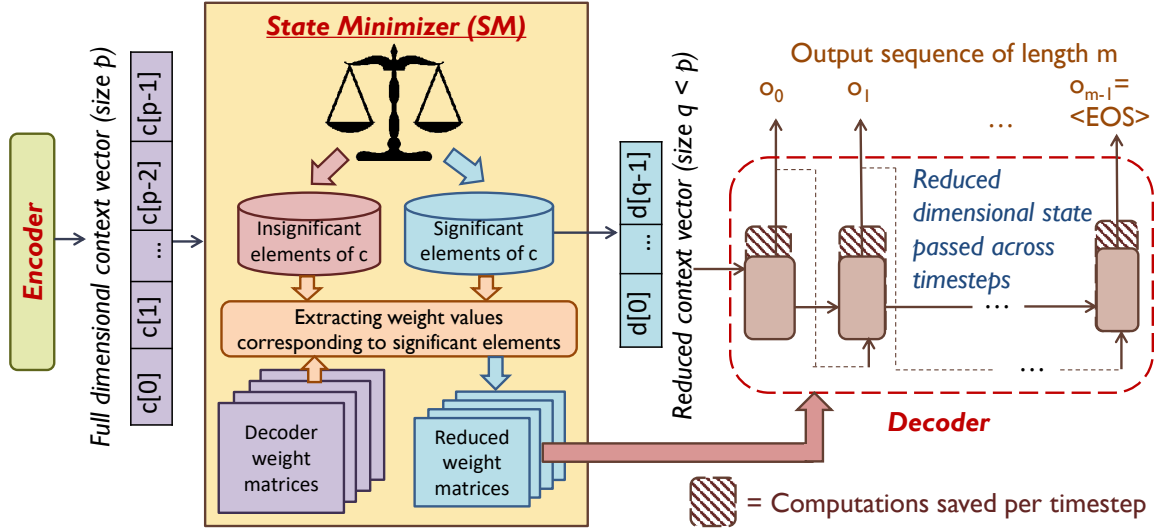 Encoder
Full dimensional context vector (size p)
c[0]
c[1]
...
c[p-2]
c[p-1]
State Minimizer (SM)
Insignificant
elements of c
Significant
elements of c
Extracting weight values
corresponding to significant elements
Decoder
weight
matrices
Reduced
weight
matrices
d[0]
...
d[q-1]
Reduced context vector (size q < p)
Output sequence of length m
o0
o1
...
om-1=
<EOS>
Reduced
dimensional state
passed across
timesteps
...
...
Decoder
= Computations saved per timestep